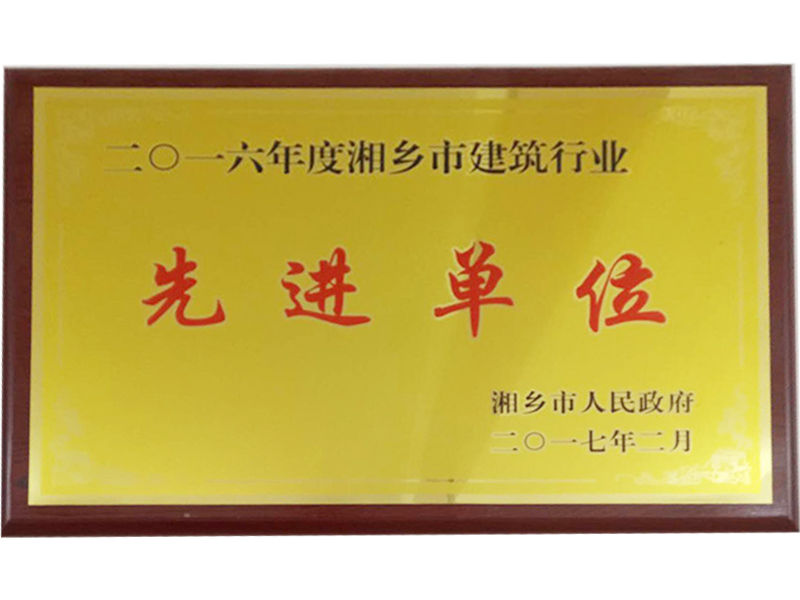 二〇一六年度湘乡市建筑行业
先进单位
湘乡市人民政府
二〇一七年二月